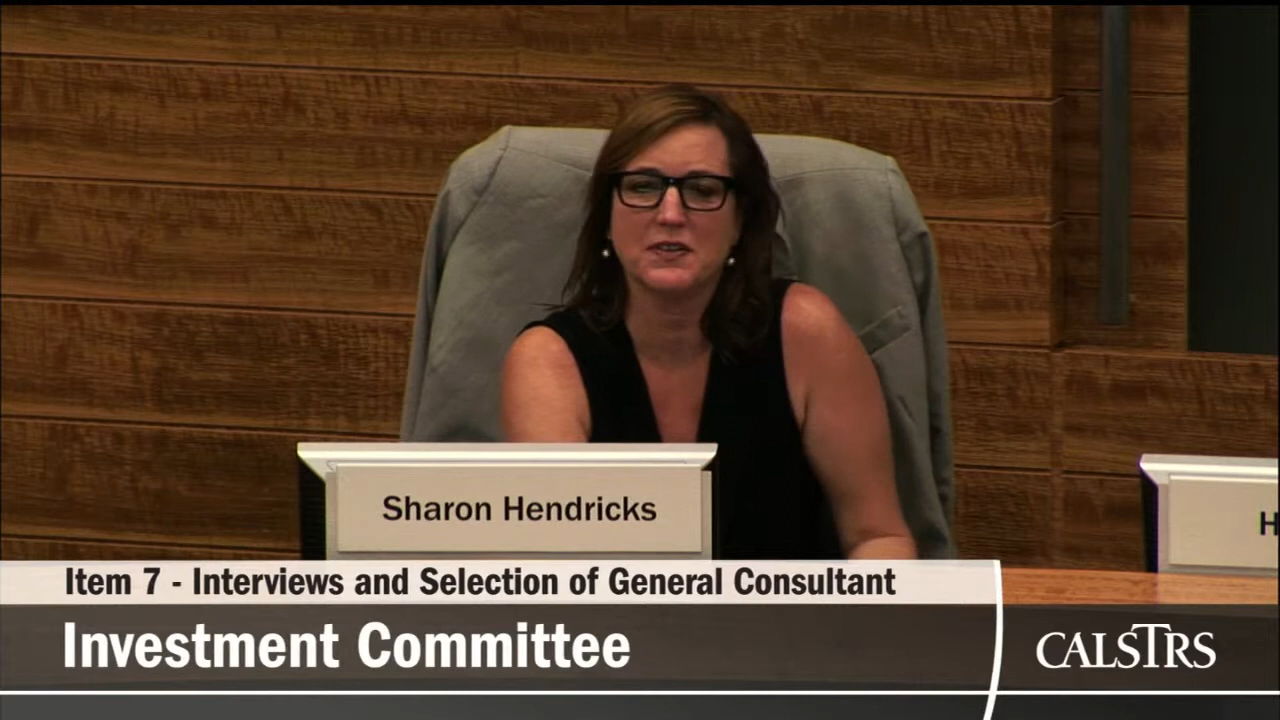 Sharon Hendricks
H
Item 7 - Interviews and Selection of General Consultant
Investment Committee
CALSTRS